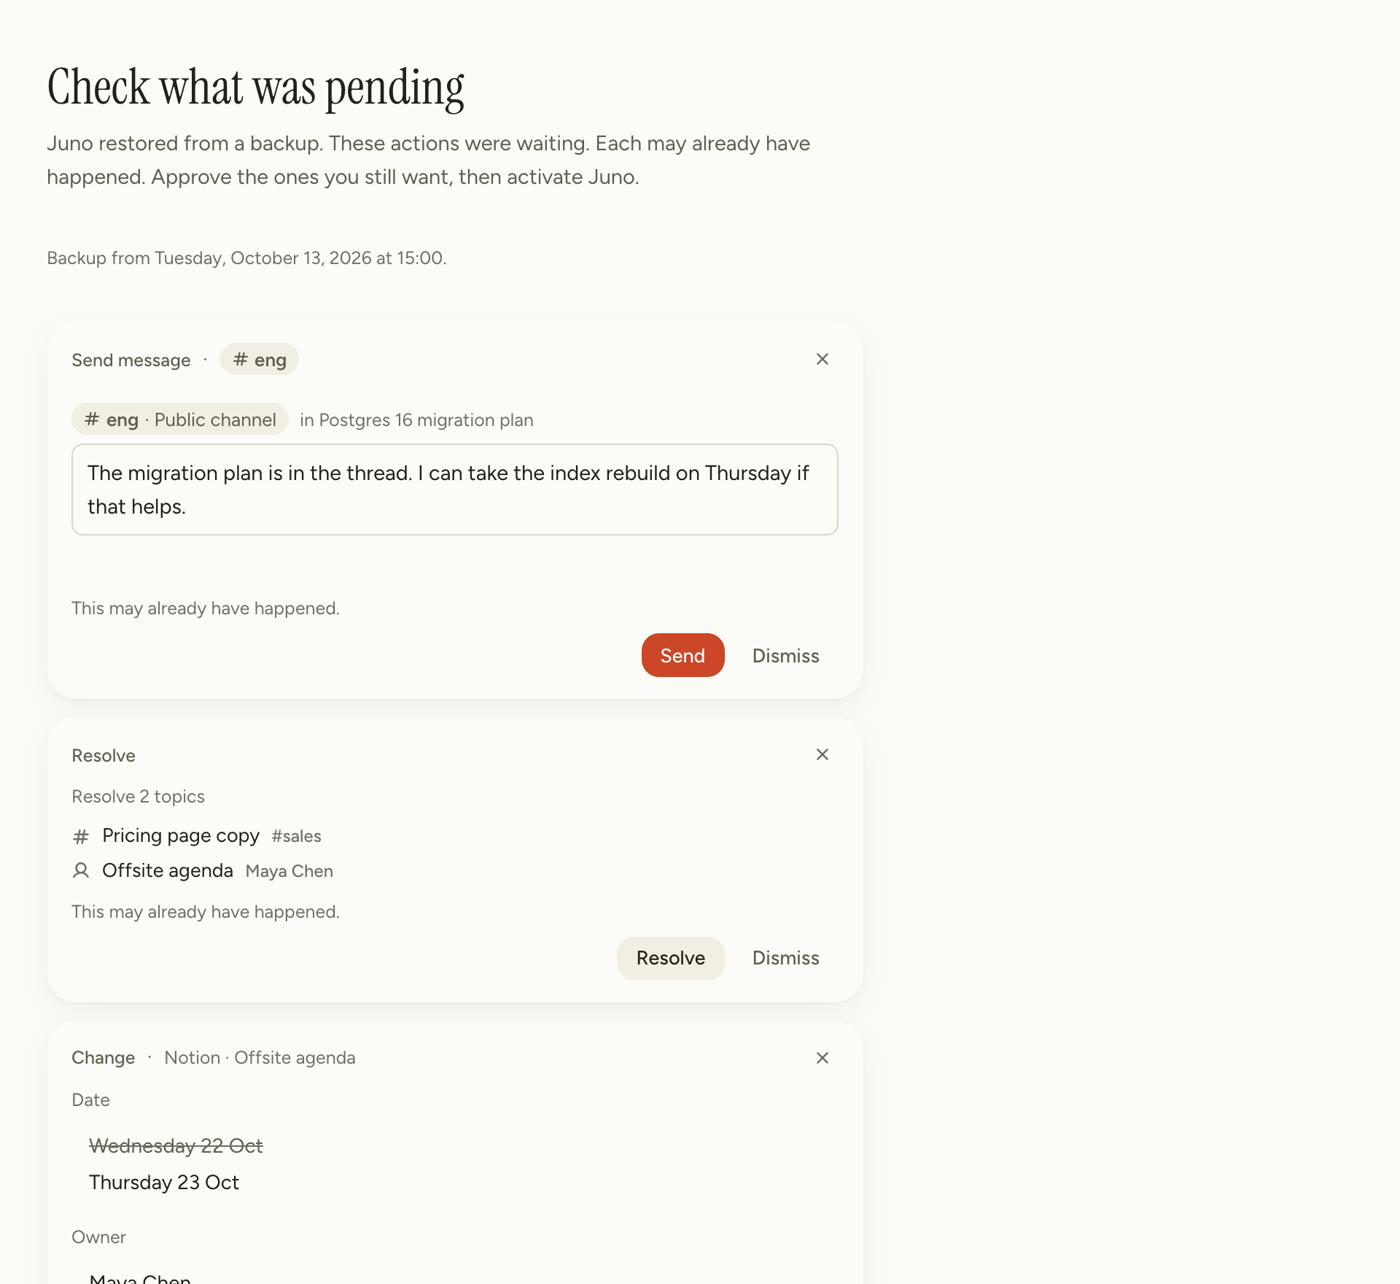 Check what was pending
Juno restored from a backup. These actions were waiting. Each may already have
happened. Approve the ones you still want, then activate Juno.
Backup from Tuesday, October 13, 2026 at 15:00.
Send message · # eng
# eng · Public channel in Postgres 16 migration plan
The migration plan is in the thread. I can take the index rebuild on Thursday if
that helps.
This may already have happened.
Send Dismiss
Resolve
Resolve 2 topics
# Pricing page copy #sales
Offsite agenda Maya Chen
This may already have happened.
Resolve Dismiss
Change · Notion · Offsite agenda
Date
Wednesday 22 Oct
Thursday 23 Oct
Owner
Maya Chen